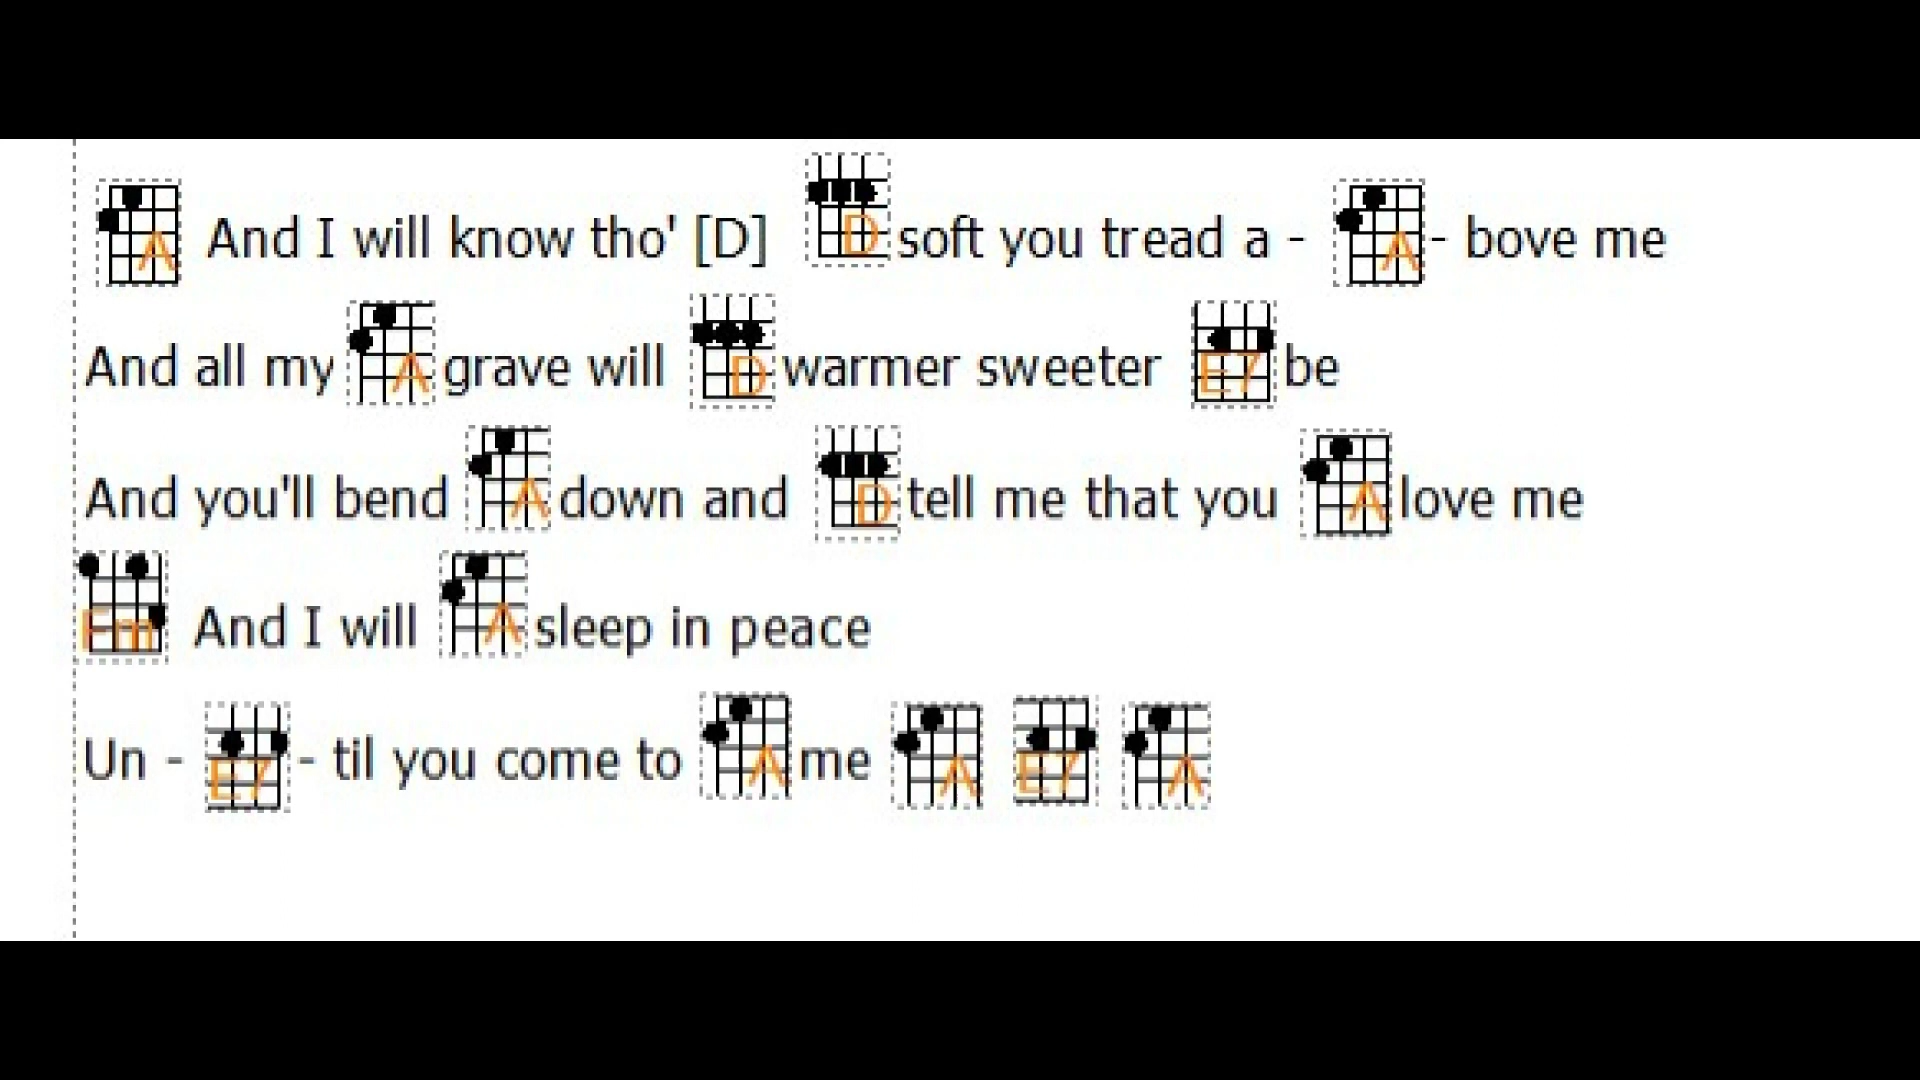 A And I will know tho' [D] D soft you tread a - A - bove me
And all my A grave will D warmer sweeter E7 be
And you'll bend A down and D tell me that you A love me
Fm And I will A sleep in peace
Un - E7 - til you come to A me A E7 A